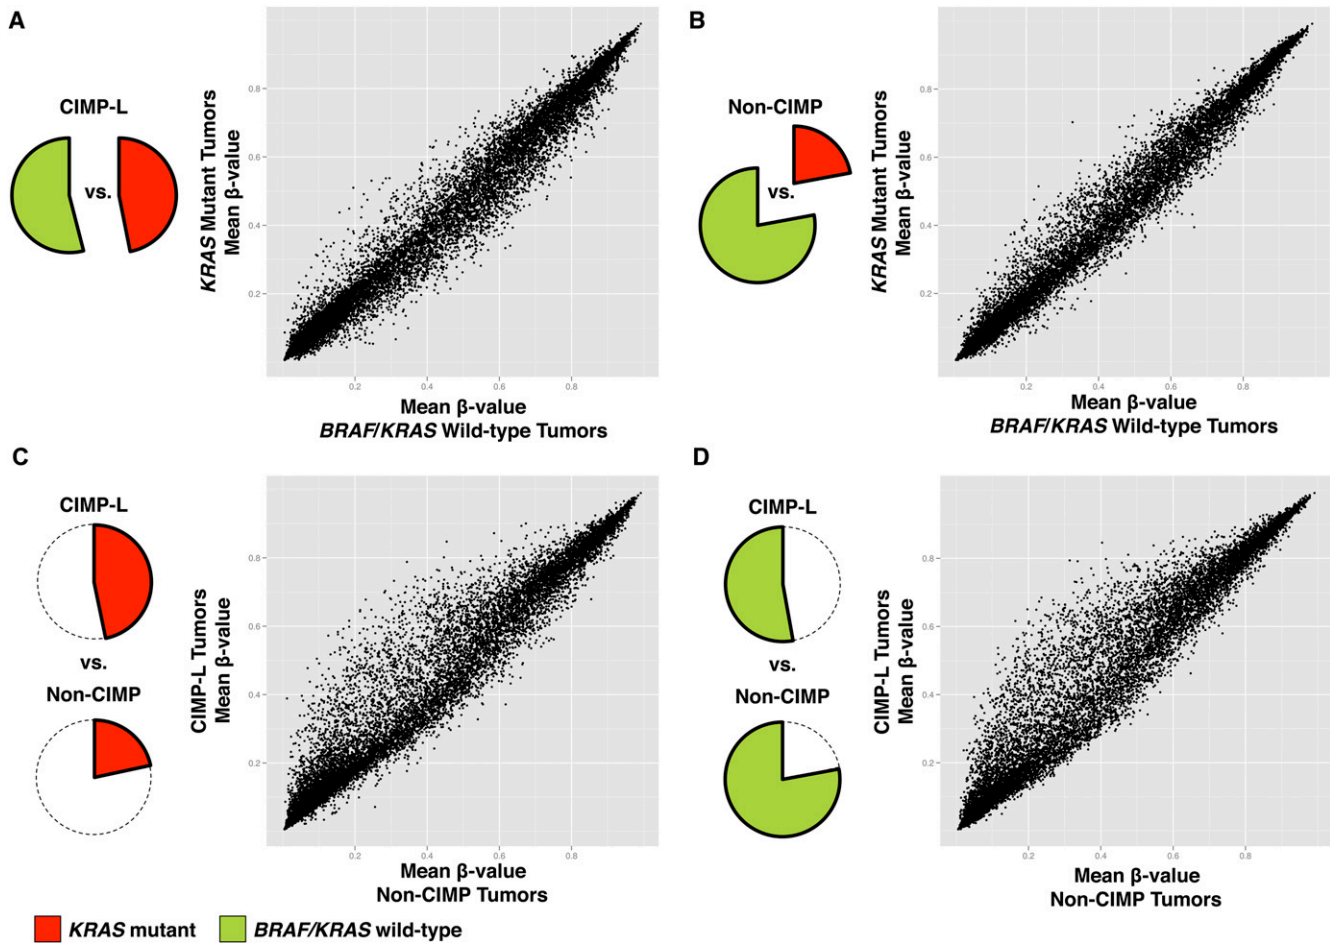 A
CIMP-L
vs.
KRAS Mutant Tumors
Mean β-value
0.8
0.6
0.4
0.2
0.2
0.4
0.6
0.8
Mean β-value
BRAF/KRAS Wild-type Tumors
B
Non-CIMP
vs.
KRAS Mutant Tumors
Mean β-value
0.8
0.6
0.4
0.2
0.2
0.4
0.6
0.8
Mean β-value
BRAF/KRAS Wild-type Tumors
C
CIMP-L
vs.
Non-CIMP
CIMP-L Tumors
Mean β-value
0.8
0.6
0.4
0.2
0.2
0.4
0.6
0.8
Mean β-value
Non-CIMP Tumors
D
CIMP-L
vs.
Non-CIMP
CIMP-L Tumors
Mean β-value
0.8
0.6
0.4
0.2
0.2
0.4
0.6
0.8
Mean β-value
Non-CIMP Tumors
KRAS mutant
BRAF/KRAS wild-type